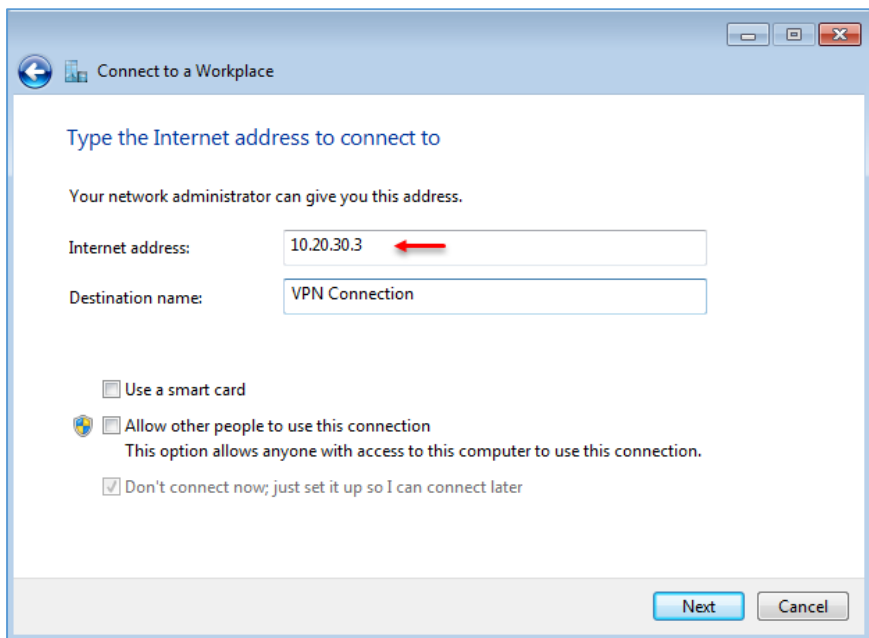 Connect to a Workplace
Type the Internet address to connect to
Your network administrator can give you this address.
Internet address: 10.20.30.3
Destination name: VPN Connection
Use a smart card
Allow other people to use this connection
This option allows anyone with access to this computer to use this connection.
Don't connect now; just set it up so I can connect later
Next Cancel